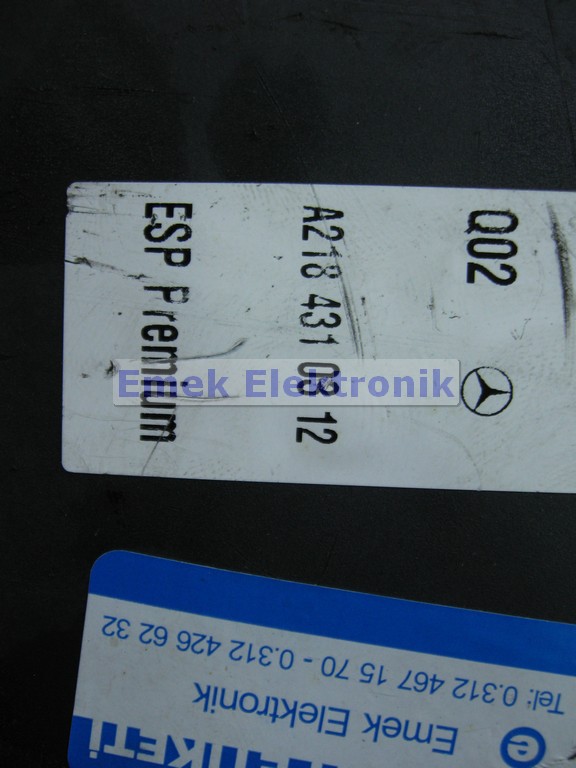 Q02
A218 431 03 12
ESP Premium
Emek Elektronik
e Emek Elektronik
Tel: 0.312 467 15 70 - 0.312 426 62 32